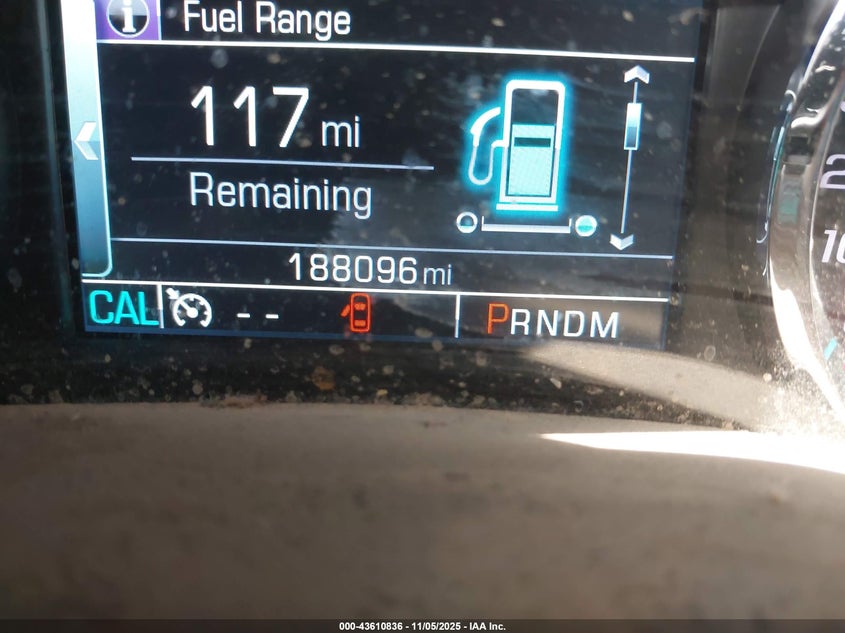 i Fuel Range
117 mi
Remaining
188096 mi
CAL -- PRNDM
000-43610836 - 11/05/2025 - IAA Inc.